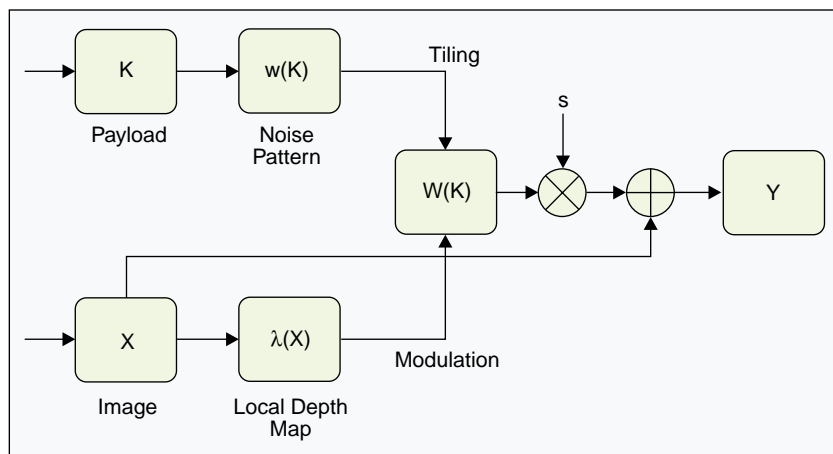 K
Payload
w(K)
Noise
Pattern
Tiling
s
W(K)
Y
X
Image
λ(X)
Local Depth
Map
Modulation